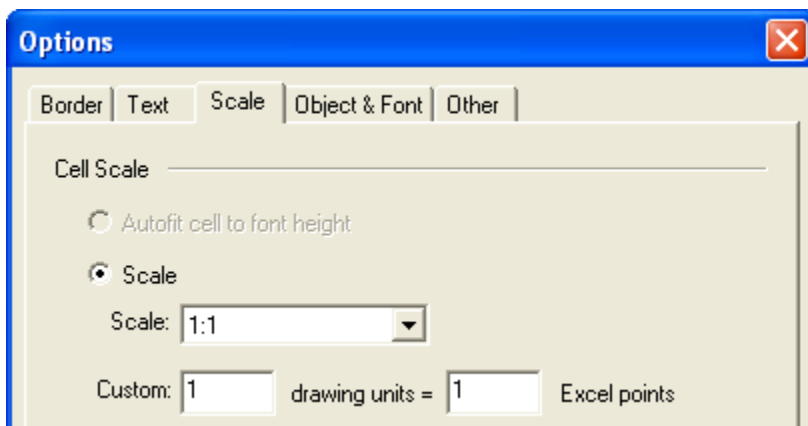 Options
Border Text Scale Object & Font Other
Cell Scale
Autofit cell to font height
Scale
Scale: 1:1
Custom: 1 drawing units = 1 Excel points